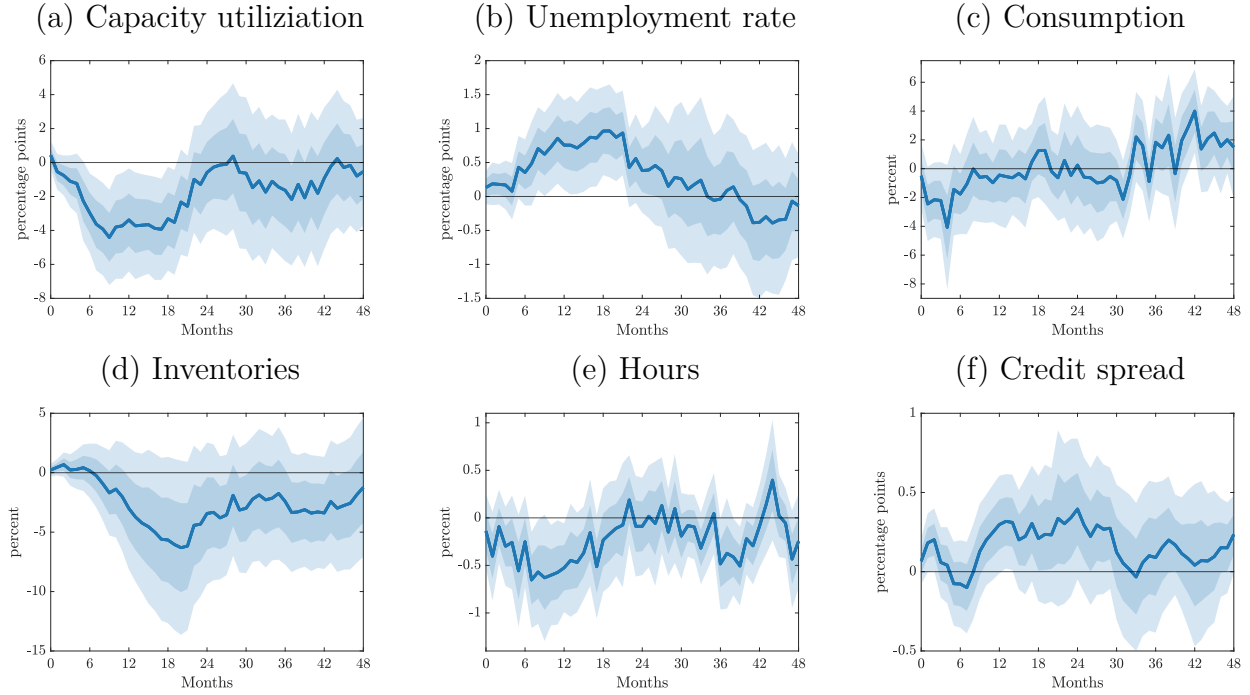 (a) Capacity utiliziation
6
4
2
0
-2
-4
-6
-8
percentage points
0 6 12 18 24 30 36 42 48
Months
(b) Unemployment rate
2
1.5
1
0.5
0
-0.5
-1
-1.5
percentage points
0 6 12 18 24 30 36 42 48
Months
(c) Consumption
6
4
2
0
-2
-4
-6
-8
percent
0 6 12 18 24 30 36 42 48
Months
(d) Inventories
5
0
-5
-10
-15
percent
0 6 12 18 24 30 36 42 48
Months
(e) Hours
1
0.5
0
-0.5
-1
percent
0 6 12 18 24 30 36 42 48
Months
(f) Credit spread
1
0.5
0
-0.5
percentage points
0 6 12 18 24 30 36 42 48
Months